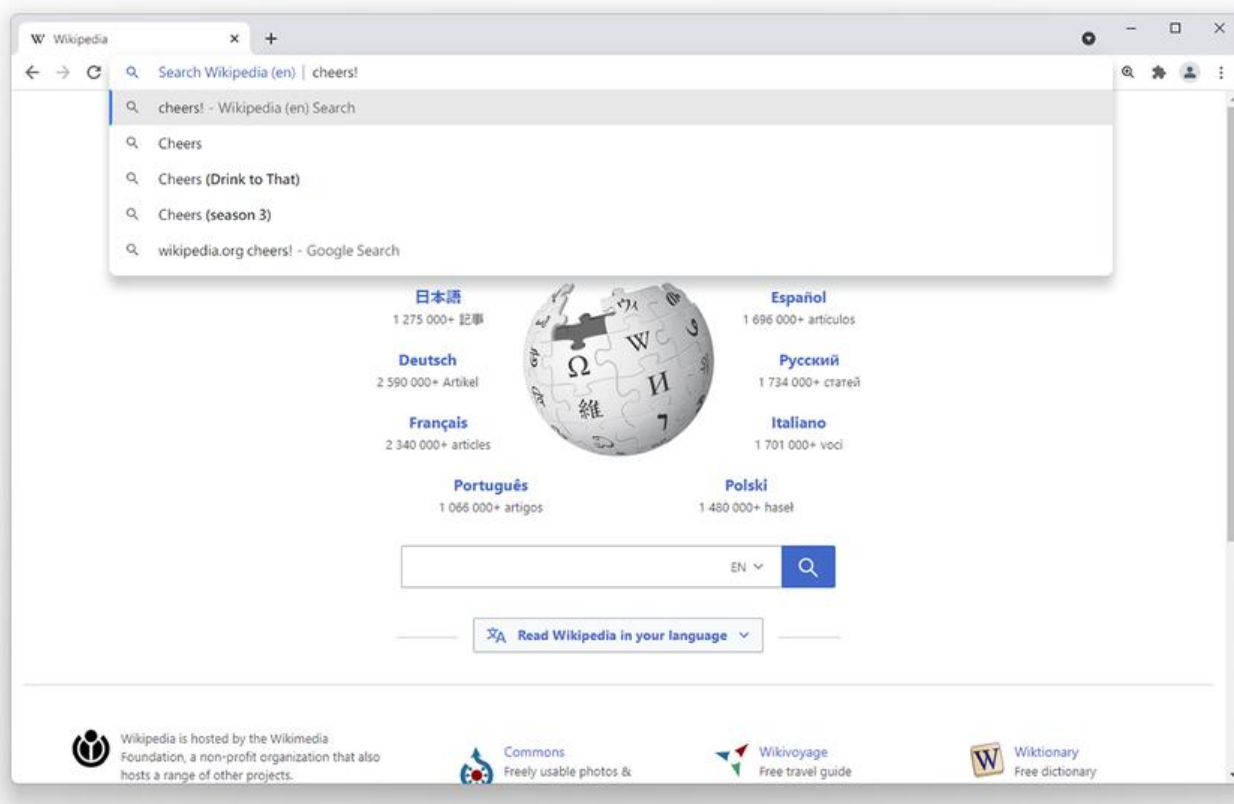 Wikipedia
Search Wikipedia (en) | cheers!
cheers! - Wikipedia (en) Search
Cheers
Cheers (Drink to That)
Cheers (season 3)
wikipedia.org cheers! - Google Search
日本語
1 275 000+ 記事
Español
1 696 000+ artículos
Deutsch
2 590 000+ Artikel
Русский
1 734 000+ статей
Français
2 340 000+ articles
Italiano
1 701 000+ voci
Português
1 066 000+ artigos
Polski
1 480 000+ haseł
Ω
W
И
維
ウィ
7
EN
Read Wikipedia in your language
Wikipedia is hosted by the Wikimedia
Foundation, a non-profit organization that also
hosts a range of other projects.
Commons
Freely usable photos &
Wikivoyage
Free travel guide
W
Wiktionary
Free dictionary